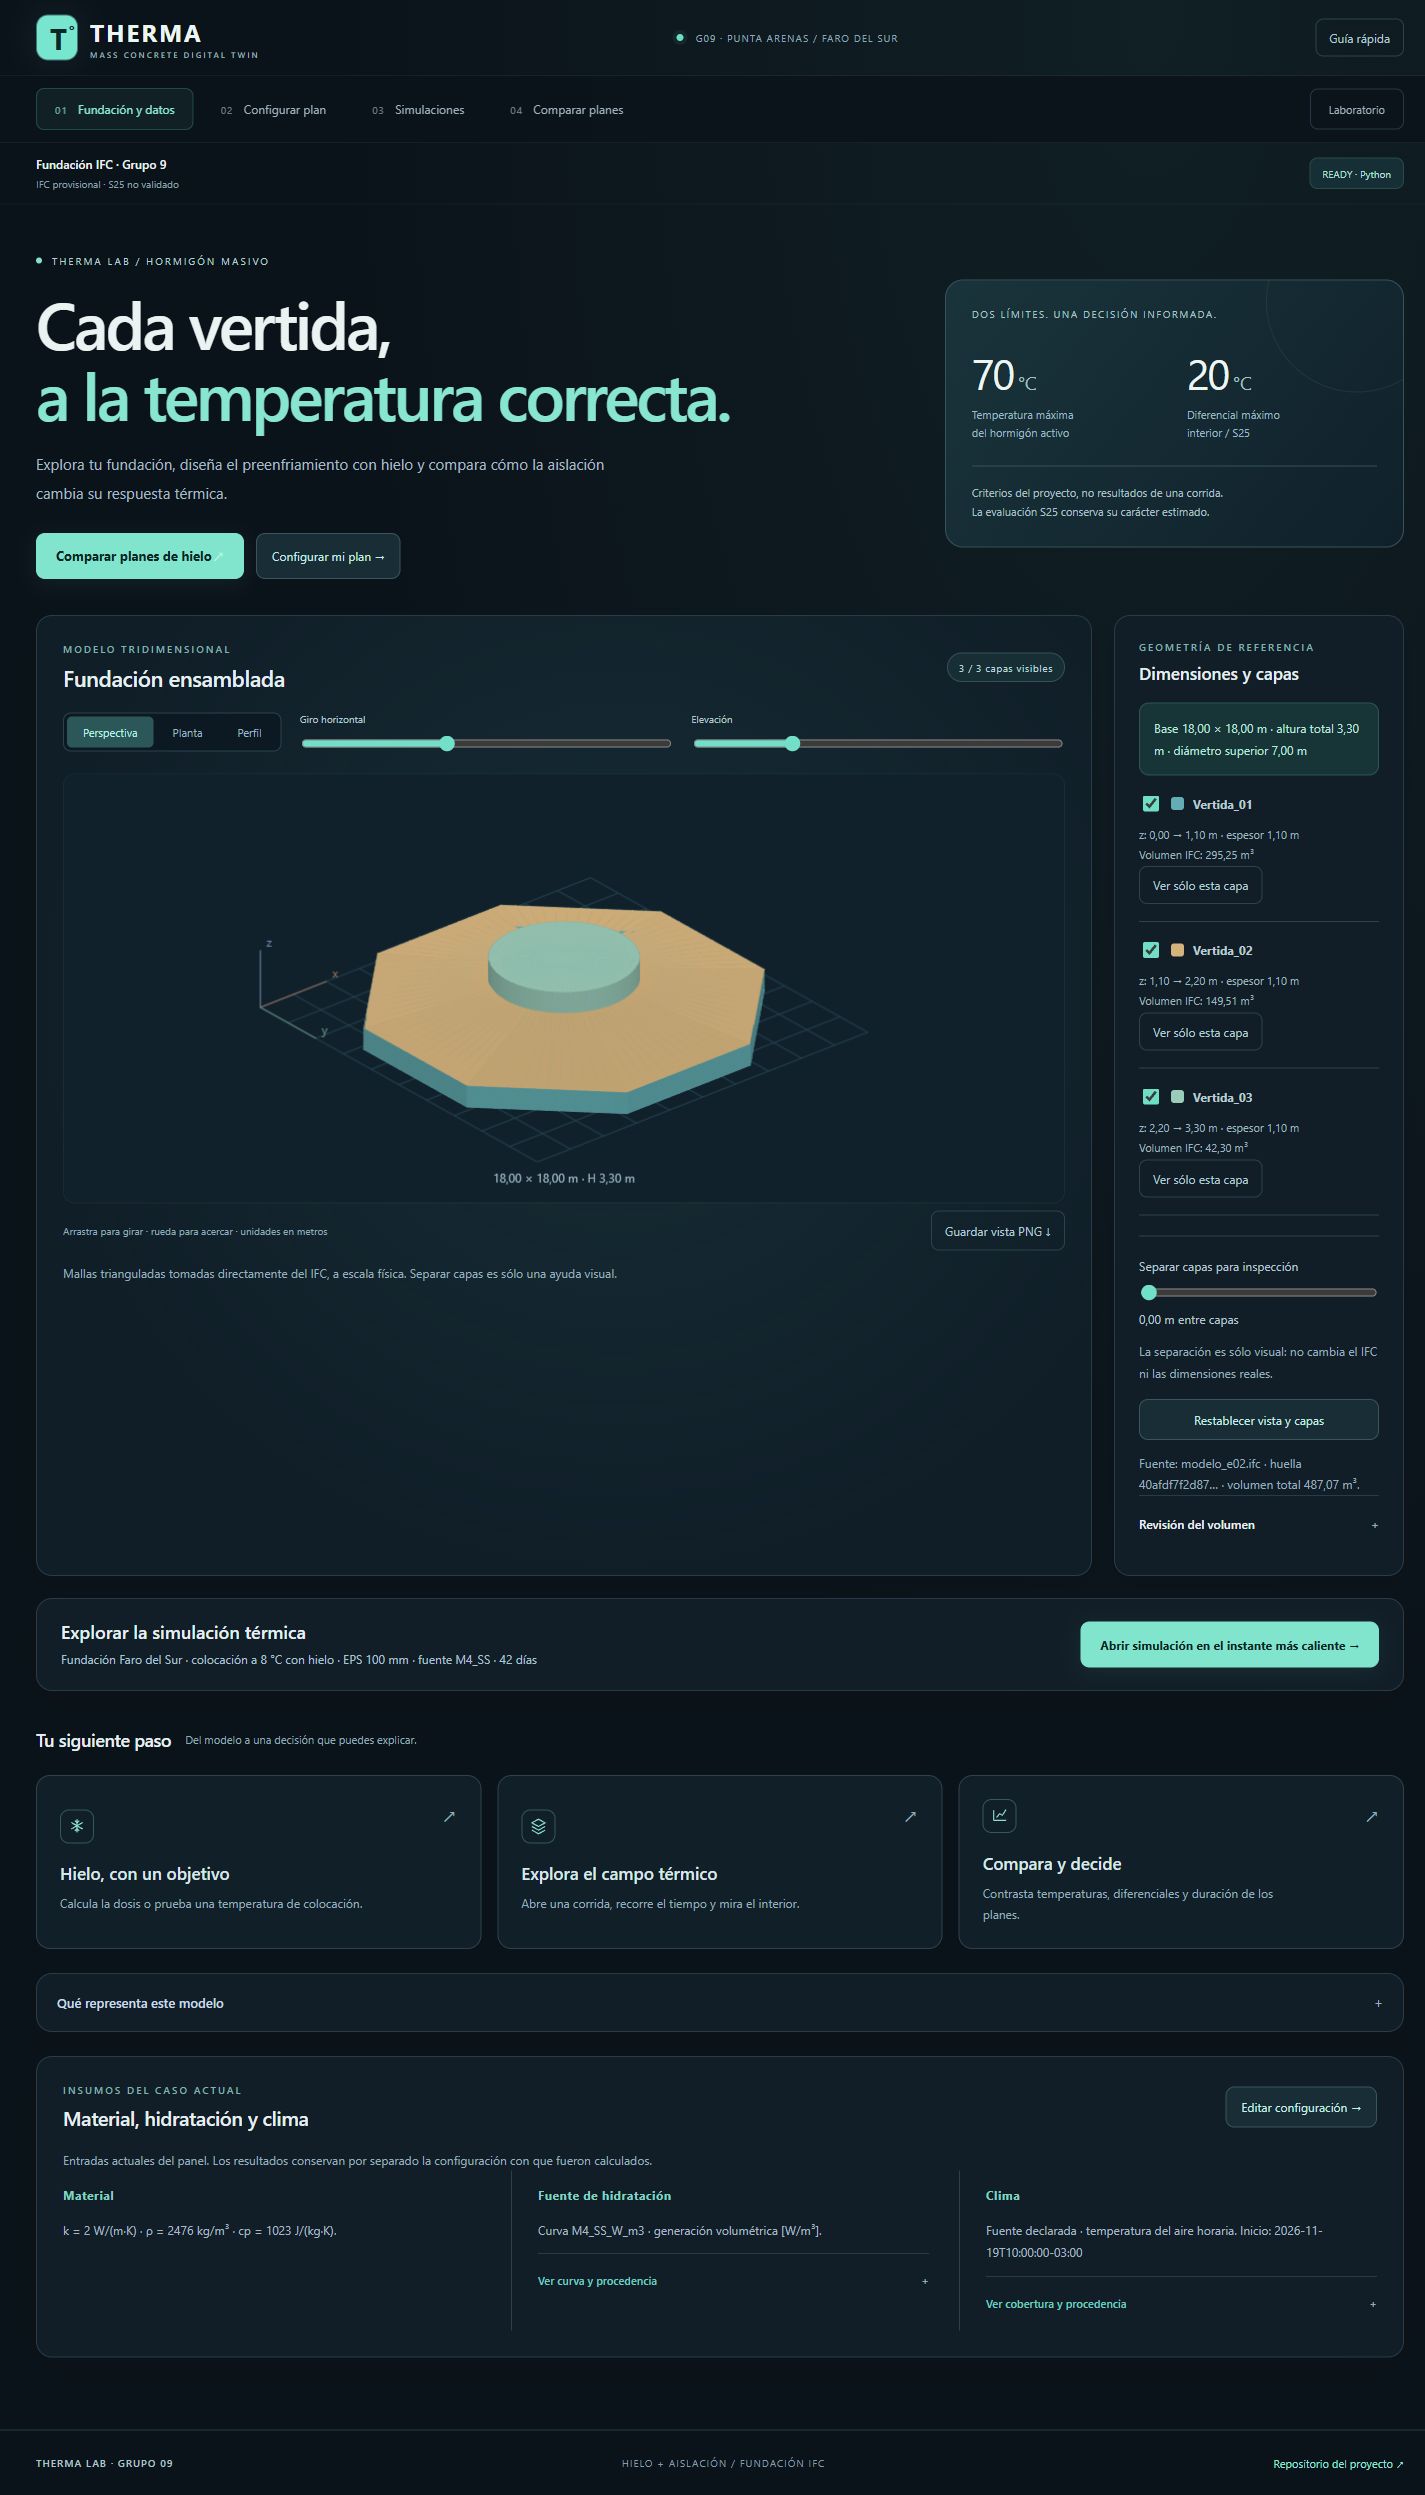 T°
THERMA
MASS CONCRETE DIGITAL TWIN
G09 · PUNTA ARENAS / FARO DEL SUR
Guía rápida
01 Fundación y datos
02 Configurar plan
03 Simulaciones
04 Comparar planes
Laboratorio
Fundación IFC · Grupo 9
IFC provisional · S25 no validado
READY · Python
THERMA LAB / HORMIGÓN MASIVO
Cada vertida,
a la temperatura correcta.
Explora tu fundación, diseña el preenfriamiento con hielo y compara cómo la aislación
cambia su respuesta térmica.
Comparar planes de hielo ↗
Configurar mi plan →
DOS LÍMITES. UNA DECISIÓN INFORMADA.
70 °C
Temperatura máxima
del hormigón activo
20 °C
Diferencial máximo
interior / S25
Criterios del proyecto, no resultados de una corrida.
La evaluación S25 conserva su carácter estimado.
MODELO TRIDIMENSIONAL
Fundación ensamblada
3 / 3 capas visibles
Perspectiva
Planta
Perfil
Giro horizontal
Elevación
z
x
y
18,00 × 18,00 m · H 3,30 m
Arrastra para girar · rueda para acercar · unidades en metros
Guardar vista PNG ↓
Mallas trianguladas tomadas directamente del IFC, a escala física. Separar capas es sólo una ayuda visual.
GEOMETRÍA DE REFERENCIA
Dimensiones y capas
Base 18,00 × 18,00 m · altura total 3,30
m · diámetro superior 7,00 m
Vertida_01
z: 0,00 → 1,10 m · espesor 1,10 m
Volumen IFC: 295,25 m³
Ver sólo esta capa
Vertida_02
z: 1,10 → 2,20 m · espesor 1,10 m
Volumen IFC: 149,51 m³
Ver sólo esta capa
Vertida_03
z: 2,20 → 3,30 m · espesor 1,10 m
Volumen IFC: 42,30 m³
Ver sólo esta capa
Separar capas para inspección
0,00 m entre capas
La separación es sólo visual: no cambia el IFC
ni las dimensiones reales.
Restablecer vista y capas
Fuente: modelo_e02.ifc · huella
40afdf7f2d87… · volumen total 487,07 m³.
Revisión del volumen +
Explorar la simulación térmica
Fundación Faro del Sur · colocación a 8 °C con hielo · EPS 100 mm · fuente M4_SS · 42 días
Abrir simulación en el instante más caliente →
Tu siguiente paso
Del modelo a una decisión que puedes explicar.
↗
Hielo, con un objetivo
Calcula la dosis o prueba una temperatura de colocación.
↗
Explora el campo térmico
Abre una corrida, recorre el tiempo y mira el interior.
↗
Compara y decide
Contrasta temperaturas, diferenciales y duración de los
planes.
Qué representa este modelo +
INSUMOS DEL CASO ACTUAL
Material, hidratación y clima
Editar configuración →
Entradas actuales del panel. Los resultados conservan por separado la configuración con que fueron calculados.
Material
k = 2 W/(m·K) · ρ = 2476 kg/m³ · cp = 1023 J/(kg·K).
Fuente de hidratación
Curva M4_SS_W_m3 · generación volumétrica [W/m³].
Ver curva y procedencia +
Clima
Fuente declarada · temperatura del aire horaria. Inicio: 2026-11-
19T10:00:00-03:00
Ver cobertura y procedencia +
THERMA LAB · GRUPO 09
HIELO + AISLACIÓN / FUNDACIÓN IFC
Repositorio del proyecto ↗